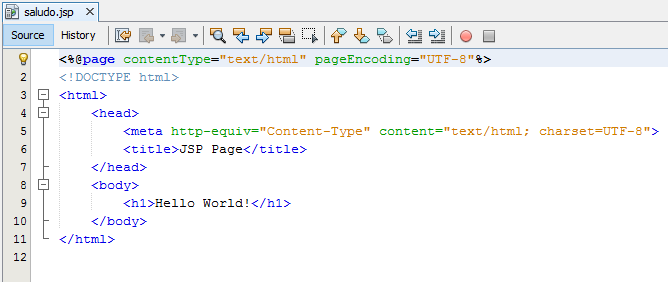 saludo.jsp
Source History
<%@page contentType="text/html" pageEncoding="UTF-8"%>
2 <!DOCTYPE html>
3 <html>
4 <head>
5 <meta http-equiv="Content-Type" content="text/html; charset=UTF-8">
6 <title>JSP Page</title>
7 </head>
8 <body>
9 <h1>Hello World!</h1>
10 </body>
11 </html>
12